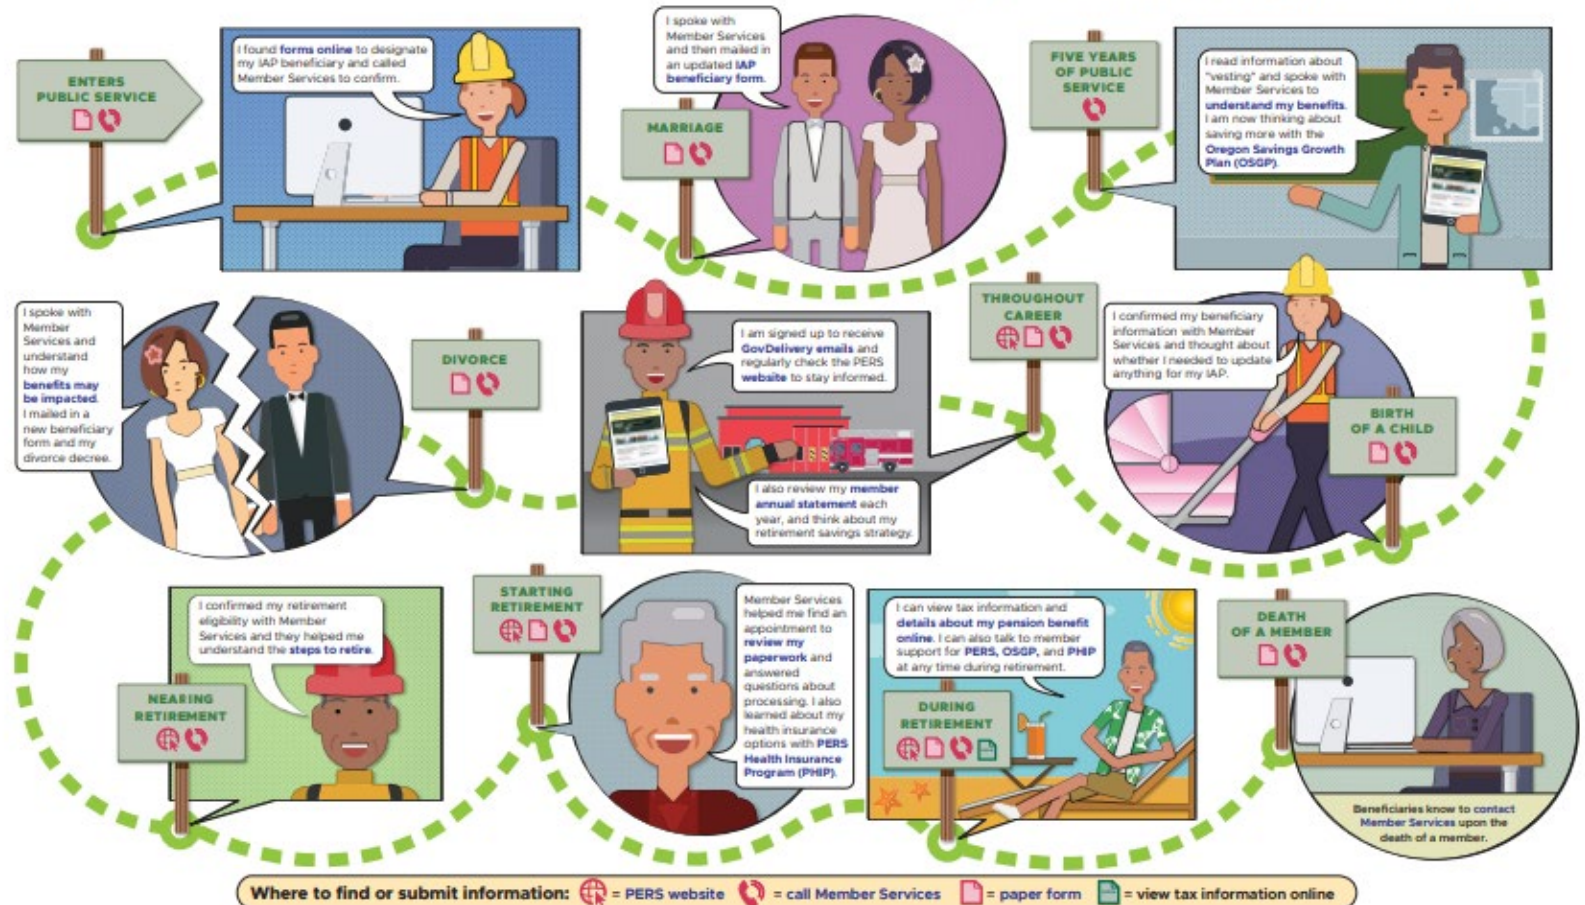 ENTERS
PUBLIC SERVICE
I found forms online to designate
my IAP beneficiary and called
Member Services to confirm.
I spoke with
Member Services
and then mailed in
an updated IAP
beneficiary form.
MARRIAGE
FIVE YEARS
OF PUBLIC
SERVICE
I read information about
"vesting" and spoke with
Member Services to
understand my benefits.
I am now thinking about
saving more with the
Oregon Savings Growth
Plan (OSGP).
I spoke with
Member
Services and
understand
how my
benefits may
be impacted.
I mailed in a
new beneficiary
form and my
divorce decree.
DIVORCE
I am signed up to receive
GovDelivery emails and
regularly check the PERS
website to stay informed.
I also review my member
annual statement each
year, and think about my
retirement savings strategy.
THROUGHOUT
CAREER
I confirmed my beneficiary
information with Member
Services and thought about
whether I needed to update
anything for my IAP.
BIRTH
OF A CHILD
NEARING
RETIREMENT
I confirmed my retirement
eligibility with Member
Services and they helped me
understand the steps to retire.
STARTING
RETIREMENT
Member Services
helped me find an
appointment to
review my
paperwork and
answered
questions about
processing. I also
learned about my
health insurance
options with PERS
Health Insurance
Program (PHIP).
I can view tax information and
details about my pension benefit
online. I can also talk to member
support for PERS, OSGP, and PHIP
at any time during retirement.
DURING
RETIREMENT
DEATH
OF A MEMBER
Beneficiaries know to contact
Member Services upon the
death of a member.
Where to find or submit information: = PERS website = call Member Services = paper form = view tax information online